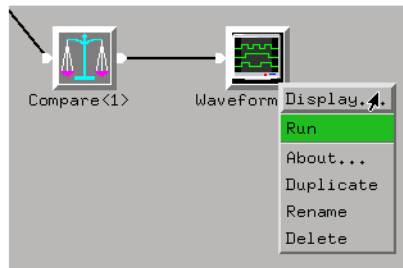 Compare<1>
Waveform
Display...
Run
About...
Duplicate
Rename
Delete